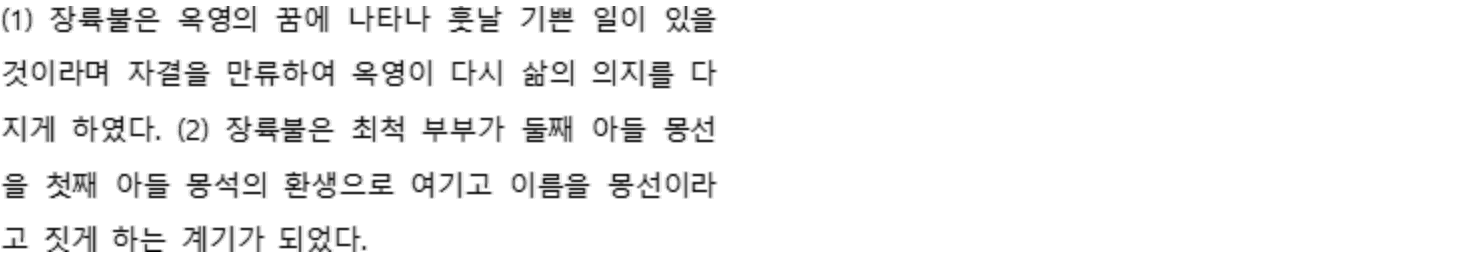 (1) 장륙불은 옥영의 꿈에 나타나 훗날 기쁜 일이 있을
것이라며 자결을 만류하여 옥영이 다시 삶의 의지를 다
지게 하였다. (2) 장륙불은 최척 부부가 둘째 아들 몽선
을 첫째 아들 몽석의 환생으로 여기고 이름을 몽선이라
고 짓게 하는 계기가 되었다.